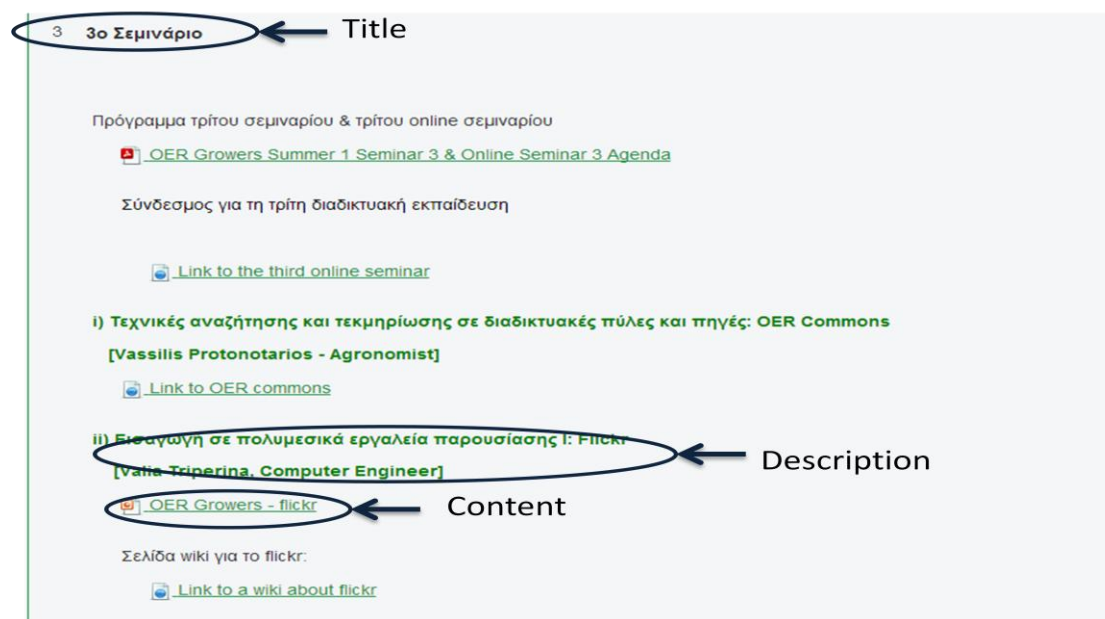 3 3ο Σεμινάριο Title
Πρόγραμμα τρίτου σεμιναρίου & τρίτου online σεμιναρίου
OER Growers Summer 1 Seminar 3 & Online Seminar 3 Agenda
Σύνδεσμος για τη τρίτη διαδικτυακή εκπαίδευση
Link to the third online seminar
i) Τεχνικές αναζήτησης και τεκμηρίωσης σε διαδικτυακές πύλες και πηγές: OER Commons
[Vassilis Protonotarios - Agronomist]
Link to OER commons
ii) Εισαγωγή σε πολυμεσικά εργαλεία παρουσίασης I: Flickr
Description
[Valia Triperina, Computer Engineer]
OER Growers - flickr Content
Σελίδα wiki για το flickr:
Link to a wiki about flickr